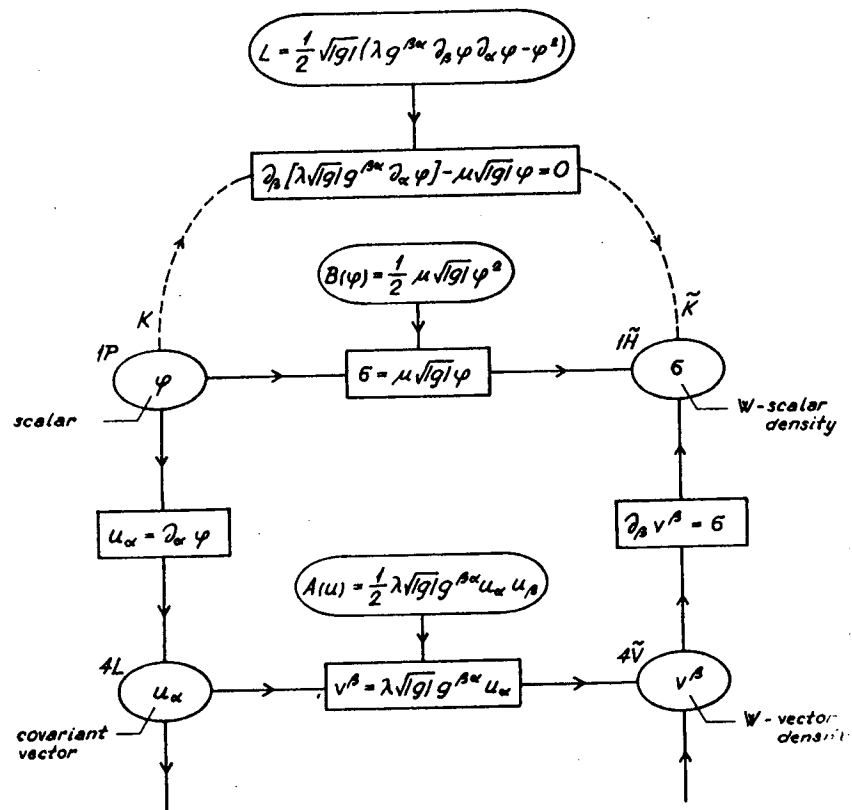 L = ½ √|g| (λ g^{βα} ∂_β φ ∂_α φ - φ²)
∂_β [λ√|g| g^{βα} ∂_α φ] - μ√|g| φ = 0
B(φ) = ½ μ √|g| φ²
K
K̃
1P
1H̃
φ
σ = μ√|g| φ
σ
scalar
W-scalar
density
u_α = ∂_α φ
∂_β v^β = σ
A(u) = ½ λ√|g| g^{βα} u_α u_β
4L
4Ṽ
u_α
v^β = λ√|g| g^{βα} u_α
v^β
covariant
vector
W-vector
density